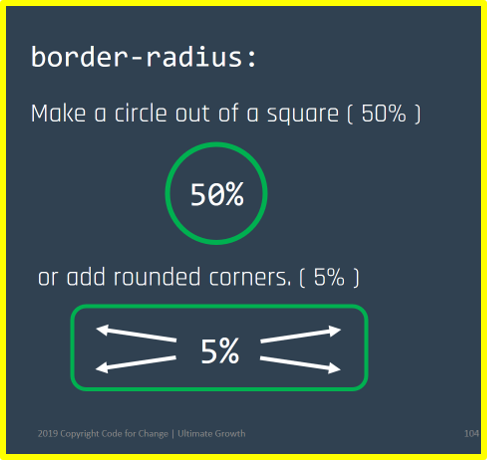 border-radius:
Make a circle out of a square ( 50% )
50%
or add rounded corners. ( 5% )
5%
2019 Copyright Code for Change | Ultimate Growth
104